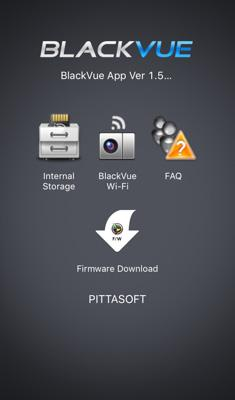 BLACKVUE
BlackVue App Ver 1.5...
Internal
Storage
BlackVue
Wi-Fi
FAQ
?
F/W
Firmware Download
PITTASOFT